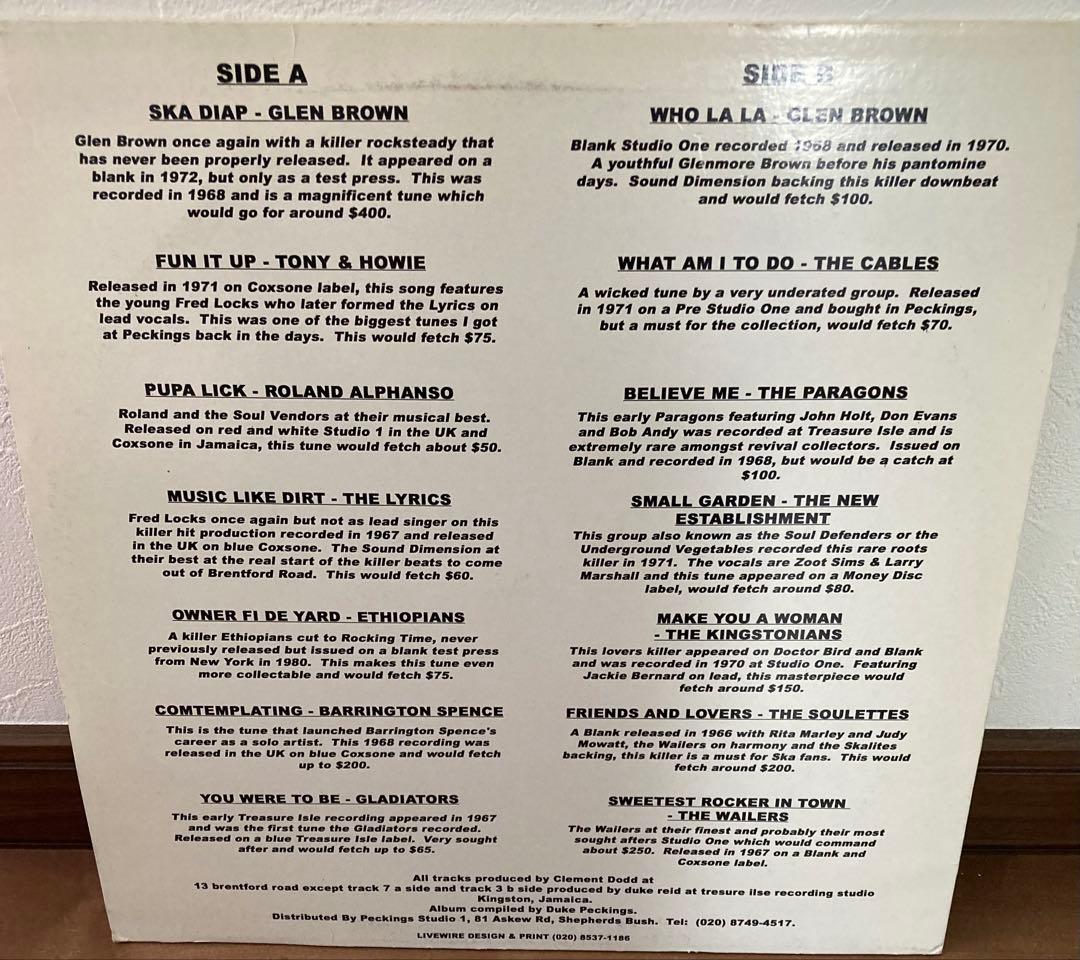 SIDE A
SKA DIAP - GLEN BROWN
Glen Brown once again with a killer rocksteady that
has never been properly released. It appeared on a
blank in 1972, but only as a test press. This was
recorded in 1968 and is a magnificent tune which
would go for around $400.
FUN IT UP - TONY & HOWIE
Released in 1971 on Coxsone label, this song features
the young Fred Locks who later formed the Lyrics on
lead vocals. This was one of the biggest tunes I got
at Peckings back in the days. This would fetch $75.
PUPA LICK - ROLAND ALPHANSO
Roland and the Soul Vendors at their musical best.
Released on red and white Studio 1 in the UK and
Coxsone in Jamaica, this tune would fetch about $50.
MUSIC LIKE DIRT - THE LYRICS
Fred Locks once again but not as lead singer on this
killer hit production recorded in 1967 and released
in the UK on blue Coxsone. The Sound Dimension at
their best at the real start of the killer beats to come
out of Brentford Road. This would fetch $60.
OWNER FI DE YARD - ETHIOPIANS
A killer Ethiopians cut to Rocking Time, never
previously released but issued on a blank test press
from New York in 1980. This makes this tune even
more collectable and would fetch $75.
COMTEMPLATING - BARRINGTON SPENCE
This is the tune that launched Barrington Spence's
career as a solo artist. This 1968 recording was
released in the UK on blue Coxsone and would fetch
up to $200.
YOU WERE TO BE - GLADIATORS
This early Treasure Isle recording appeared in 1967
and was the first tune the Gladiators recorded.
Released on a blue Treasure Isle label. Very sought
after and would fetch up to $65.
SIDE B
WHO LA LA - GLEN BROWN
Blank Studio One recorded 1968 and released in 1970.
A youthful Glenmore Brown before his pantomine
days. Sound Dimension backing this killer downbeat
and would fetch $100.
WHAT AM I TO DO - THE CABLES
A wicked tune by a very underated group. Released
in 1971 on a Pre Studio One and bought in Peckings,
but a must for the collection, would fetch $70.
BELIEVE ME - THE PARAGONS
This early Paragons featuring John Holt, Don Evans
and Bob Andy was recorded at Treasure Isle and is
extremely rare amongst revival collectors. Issued on
Blank and recorded in 1968, but would be a catch at
$100.
SMALL GARDEN - THE NEW
ESTABLISHMENT
This group also known as the Soul Defenders or the
Underground Vegetables recorded this rare roots
killer in 1971. The vocals are Zoot Sims & Larry
Marshall and this tune appeared on a Money Disc
label, would fetch around $80.
MAKE YOU A WOMAN
- THE KINGSTONIANS
This lovers killer appeared on Doctor Bird and Blank
and was recorded in 1970 at Studio One. Featuring
Jackie Bernard on lead, this masterpiece would
fetch around $150.
FRIENDS AND LOVERS - THE SOULETTES
A Blank released in 1966 with Rita Marley and Judy
Mowatt, the Wailers on harmony and the Skalites
backing, this killer is a must for Ska fans. This would
fetch around $200.
SWEETEST ROCKER IN TOWN
- THE WAILERS
The Wailers at their finest and probably their most
sought afters Studio One which would command
about $250. Released in 1967 on a Blank and
Coxsone label.
All tracks produced by Clement Dodd at
13 brentford road except track 7 a side and track 3 b side produced by duke reid at tresure ilse recording studio
Kingston, Jamaica.
Album compiled by Duke Peckings.
Distributed By Peckings Studio 1, 81 Askew Rd, Shepherds Bush. Tel: (020) 8749-4517.
LIVEWIRE DESIGN & PRINT (020) 8537-1186